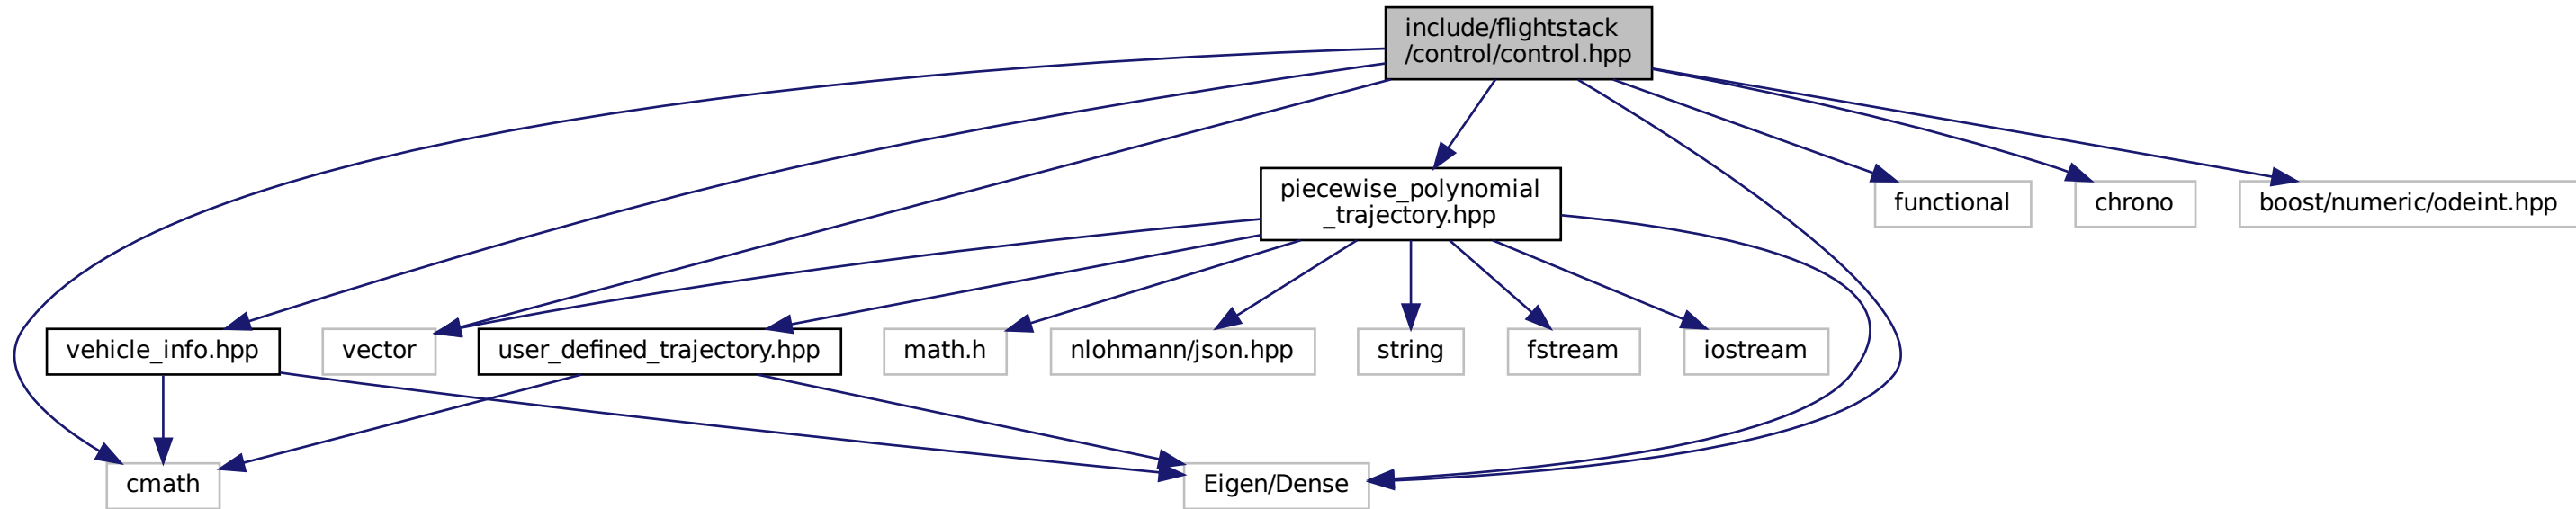 include/flightstack
/control/control.hpp
piecewise_polynomial
_trajectory.hpp
functional
chrono
boost/numeric/odeint.hpp
vehicle_info.hpp
vector
user_defined_trajectory.hpp
math.h
nlohmann/json.hpp
string
fstream
iostream
cmath
Eigen/Dense